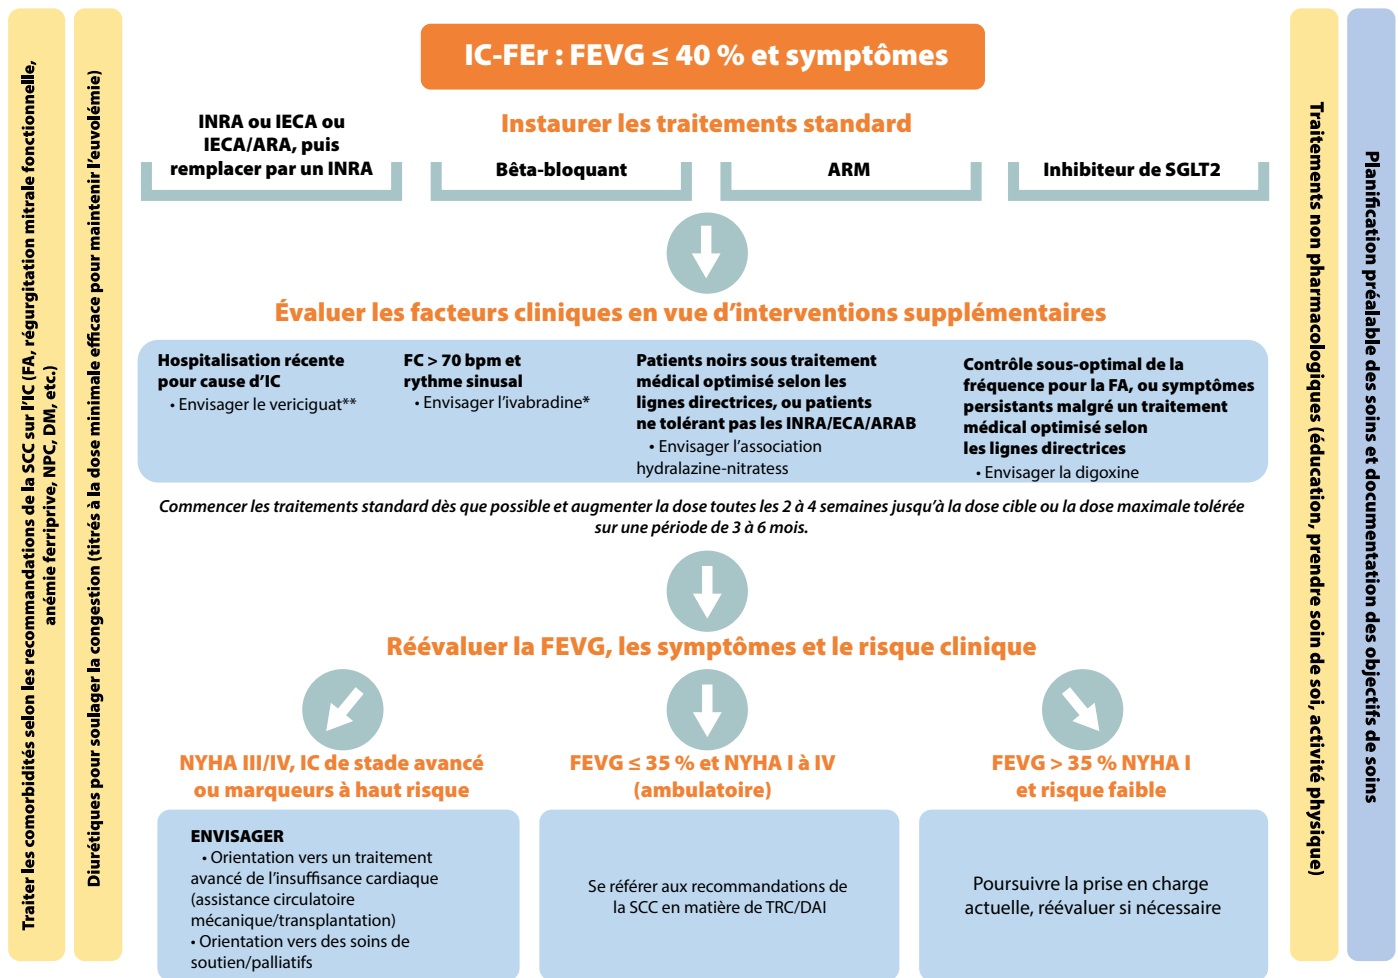 Traiter les comorbidités selon les recommandations de la SCC sur l'IC (FA, régurgitation mitrale fonctionnelle,
anémie ferriprive, NPC, DM, etc.)
Diurétiques pour soulager la congestion (titrés à la dose minimale efficace pour maintenir l'euvolémie)
IC-FEr : FEVG ≤ 40 % et symptômes
Instaurer les traitements standard
INRA ou IECA ou
IECA/ARA, puis
remplacer par un INRA
Bêta-bloquant
ARM
Inhibiteur de SGLT2
Évaluer les facteurs cliniques en vue d'interventions supplémentaires
Hospitalisation récente
pour cause d'IC
• Envisager le vericiguat**
FC > 70 bpm et
rythme sinusal
• Envisager l'ivabradine*
Patients noirs sous traitement
médical optimisé selon les
lignes directrices, ou patients
ne tolérant pas les INRA/ECA/ARAB
• Envisager l'association
hydralazine-nitratess
Contrôle sous-optimal de la
fréquence pour la FA, ou symptômes
persistants malgré un traitement
médical optimisé selon
les lignes directrices
• Envisager la digoxine
Commencer les traitements standard dès que possible et augmenter la dose toutes les 2 à 4 semaines jusqu'à la dose cible ou la dose maximale tolérée
sur une période de 3 à 6 mois.
Réévaluer la FEVG, les symptômes et le risque clinique
NYHA III/IV, IC de stade avancé
ou marqueurs à haut risque
ENVISAGER
• Orientation vers un traitement
avancé de l'insuffisance cardiaque
(assistance circulatoire
mécanique/transplantation)
• Orientation vers des soins de
soutien/palliatifs
FEVG ≤ 35 % et NYHA I à IV
(ambulatoire)
Se référer aux recommandations de
la SCC en matière de TRC/DAI
FEVG > 35 % NYHA I
et risque faible
Poursuivre la prise en charge
actuelle, réévaluer si nécessaire
Traitements non pharmacologiques (éducation, prendre soin de soi, activité physique)
Planification préalable des soins et documentation des objectifs de soins